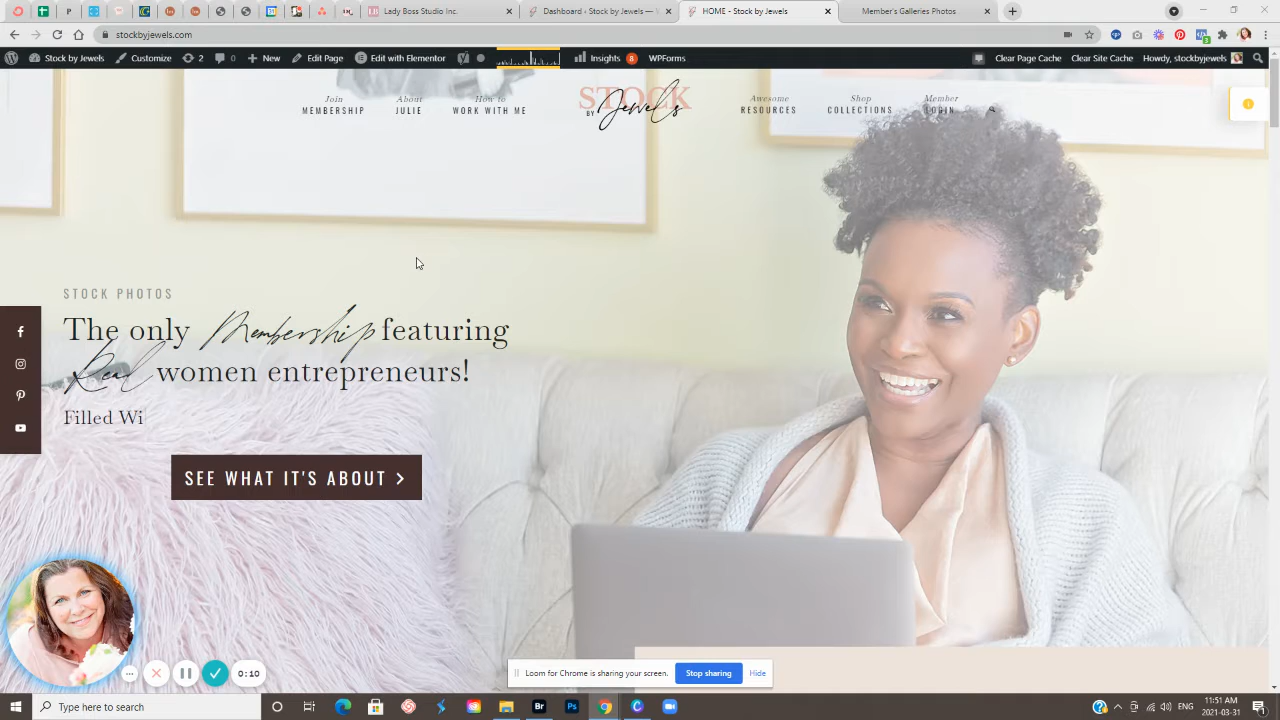 Lady Boss Studio Inc.
Dashboard ‹ Stock by Jewels — W
HOME - Stock by Jewels
Member's Galleries Photos
stockbyjewels.com
Stock by Jewels
Customize
2
0
New
Edit Page
Edit with Elementor
Insights
8
WPForms
Clear Page Cache
Clear Site Cache
Howdy, stockbyjewels
Join
MEMBERSHIP
About
JULIE
How to
WORK WITH ME
STOCK
BY Jewels
Awesome
RESOURCES
Shop
COLLECTIONS
Member
LOGIN
STOCK PHOTOS
The only Membership featuring
Real women entrepreneurs!
Filled Wi
SEE WHAT IT'S ABOUT
0:10
Loom for Chrome is sharing your screen.
Stop sharing
Hide
Type here to search
Br
Ps
11:51 AM
2021-03-31